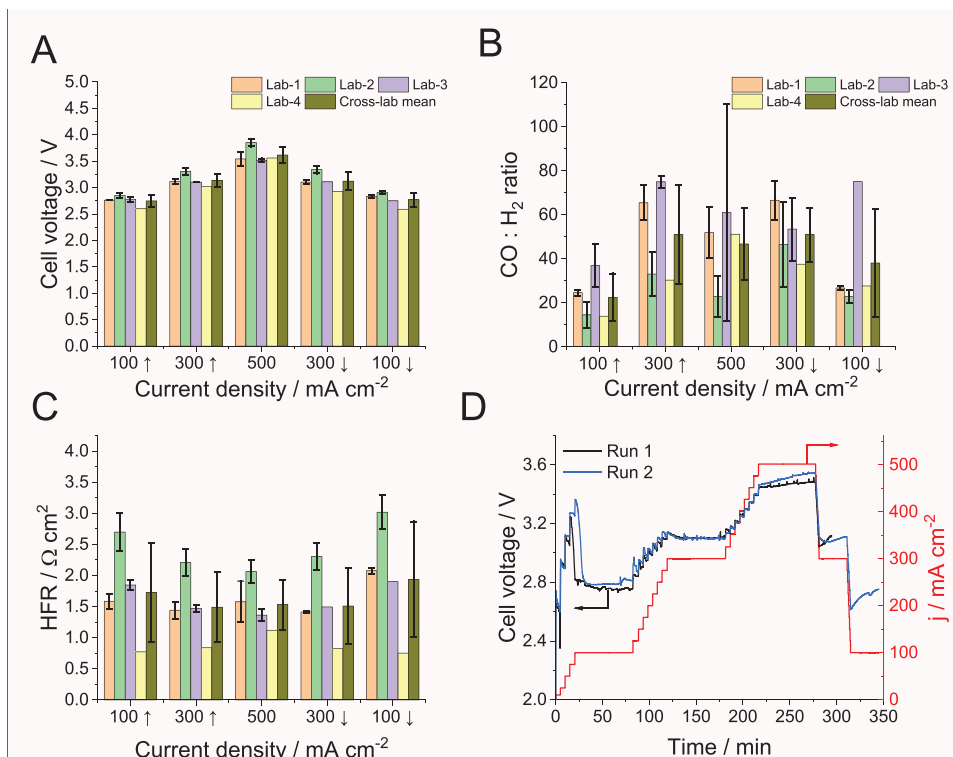 A
5.0
4.5
4.0
3.5
3.0
2.5
2.0
1.5
1.0
0.5
0.0
Cell voltage / V
Lab-1 Lab-2 Lab-3
Lab-4 Cross-lab mean
100 ↑ 300 ↑ 500 300 ↓ 100 ↓
Current density / mA cm-2
B
120
100
80
60
40
20
0
CO : H2 ratio
Lab-1 Lab-2 Lab-3
Lab-4 Cross-lab mean
100 ↑ 300 ↑ 500 300 ↓ 100 ↓
Current density / mA cm-2
C
4.0
3.5
3.0
2.5
2.0
1.5
1.0
0.5
0.0
HFR / Ω cm2
100 ↑ 300 ↑ 500 300 ↓ 100 ↓
Current density / mA cm-2
D
3.6
3.2
2.8
2.4
2.0
Cell voltage / V
Run 1
Run 2
500
400
300
200
100
0
j / mA cm-2
0 50 100 150 200 250 300 350
Time / min